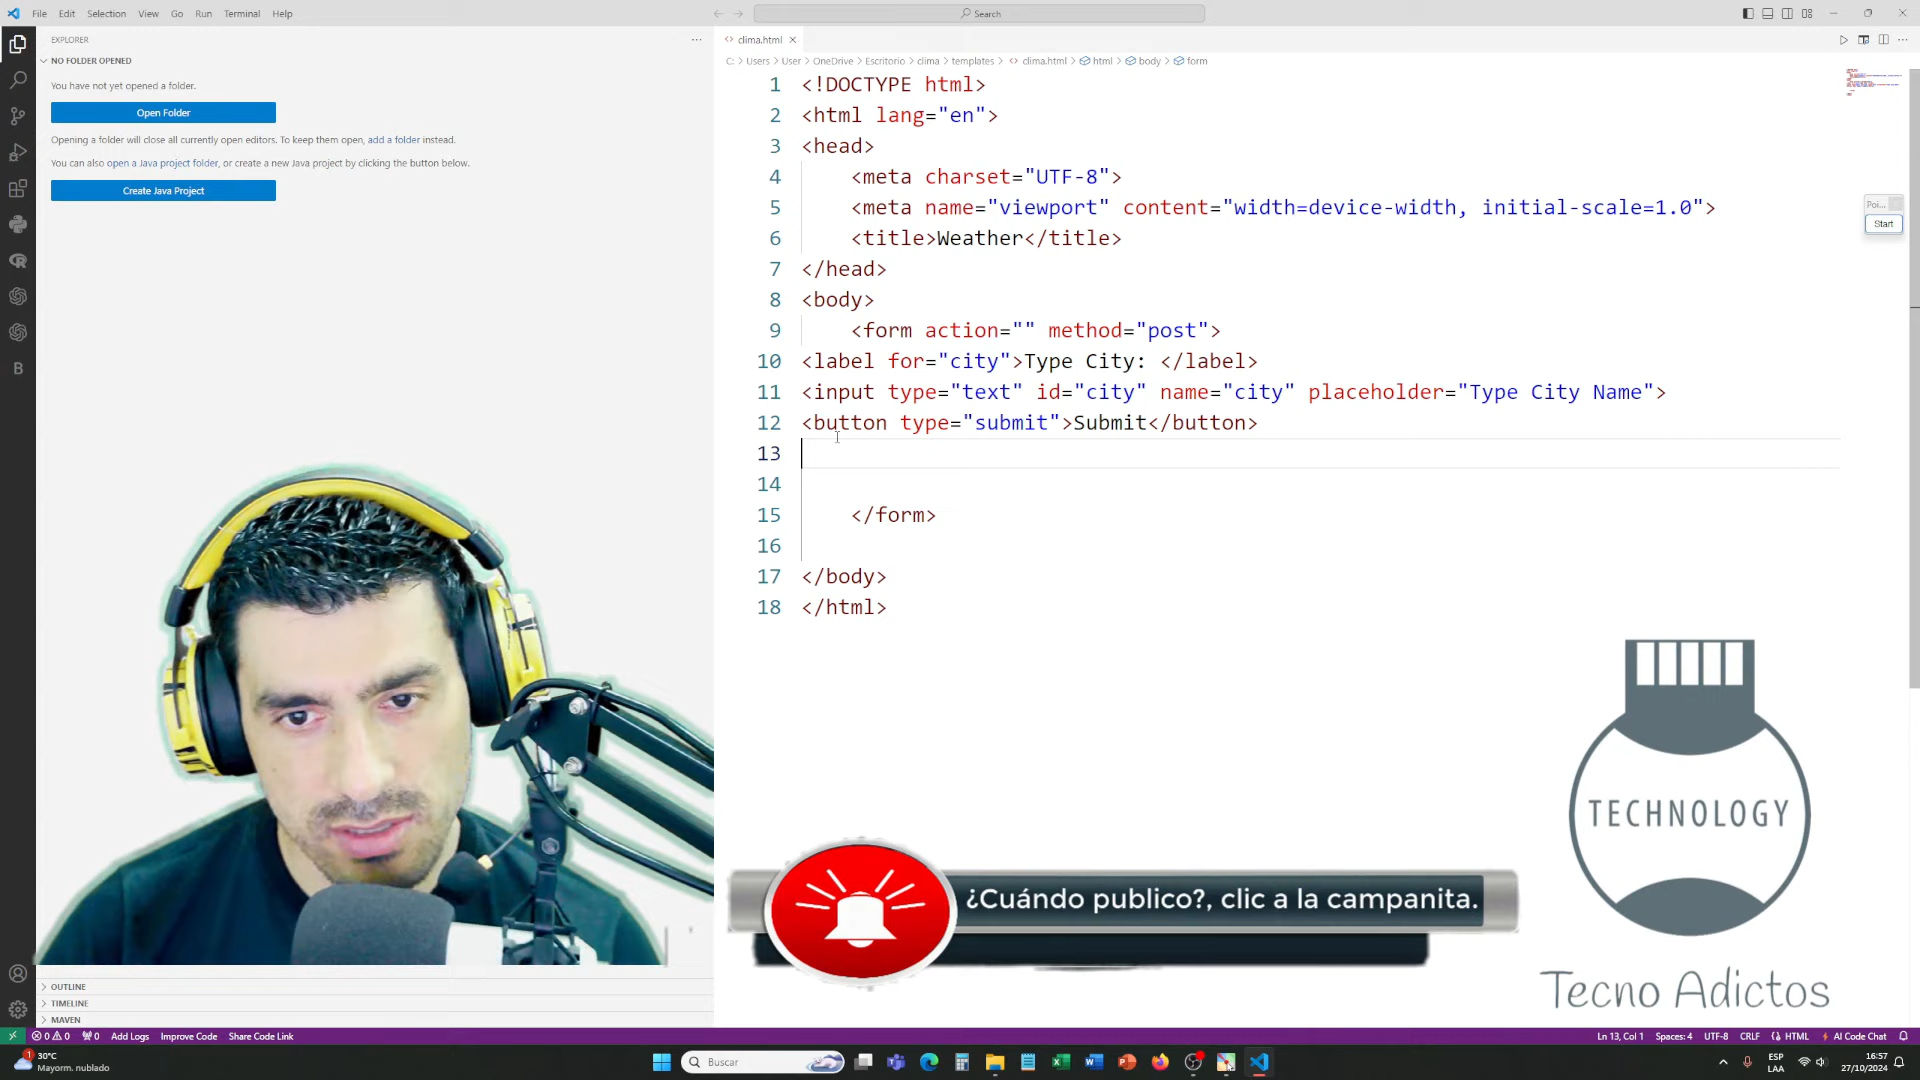 File Edit Selection View Go Run Terminal Help
Search
EXPLORER
NO FOLDER OPENED
You have not yet opened a folder.
Open Folder
Opening a folder will close all currently open editors. To keep them open, add a folder instead.
You can also open a Java project folder, or create a new Java project by clicking the button below.
Create Java Project
OUTLINE
TIMELINE
MAVEN
clima.html
C: > Users > User > OneDrive > Escritorio > clima > templates > clima.html > html > body > form
1 <!DOCTYPE html>
2 <html lang="en">
3 <head>
4 <meta charset="UTF-8">
5 <meta name="viewport" content="width=device-width, initial-scale=1.0">
6 <title>Weather</title>
7 </head>
8 <body>
9 <form action="" method="post">
10 <label for="city">Type City: </label>
11 <input type="text" id="city" name="city" placeholder="Type City Name">
12 <button type="submit">Submit</button>
13
14
15 </form>
16
17 </body>
18 </html>
Poi...
Start
TECHNOLOGY
Tecno Adictos
¿Cuándo publico?, clic a la campanita.
0 0 0 Add Logs Improve Code Share Code Link
Ln 13, Col 1 Spaces: 4 UTF-8 CRLF HTML AI Code Chat
1
30°C
Mayorm. nublado
Buscar
ESP
LAA
16:57
27/10/2024